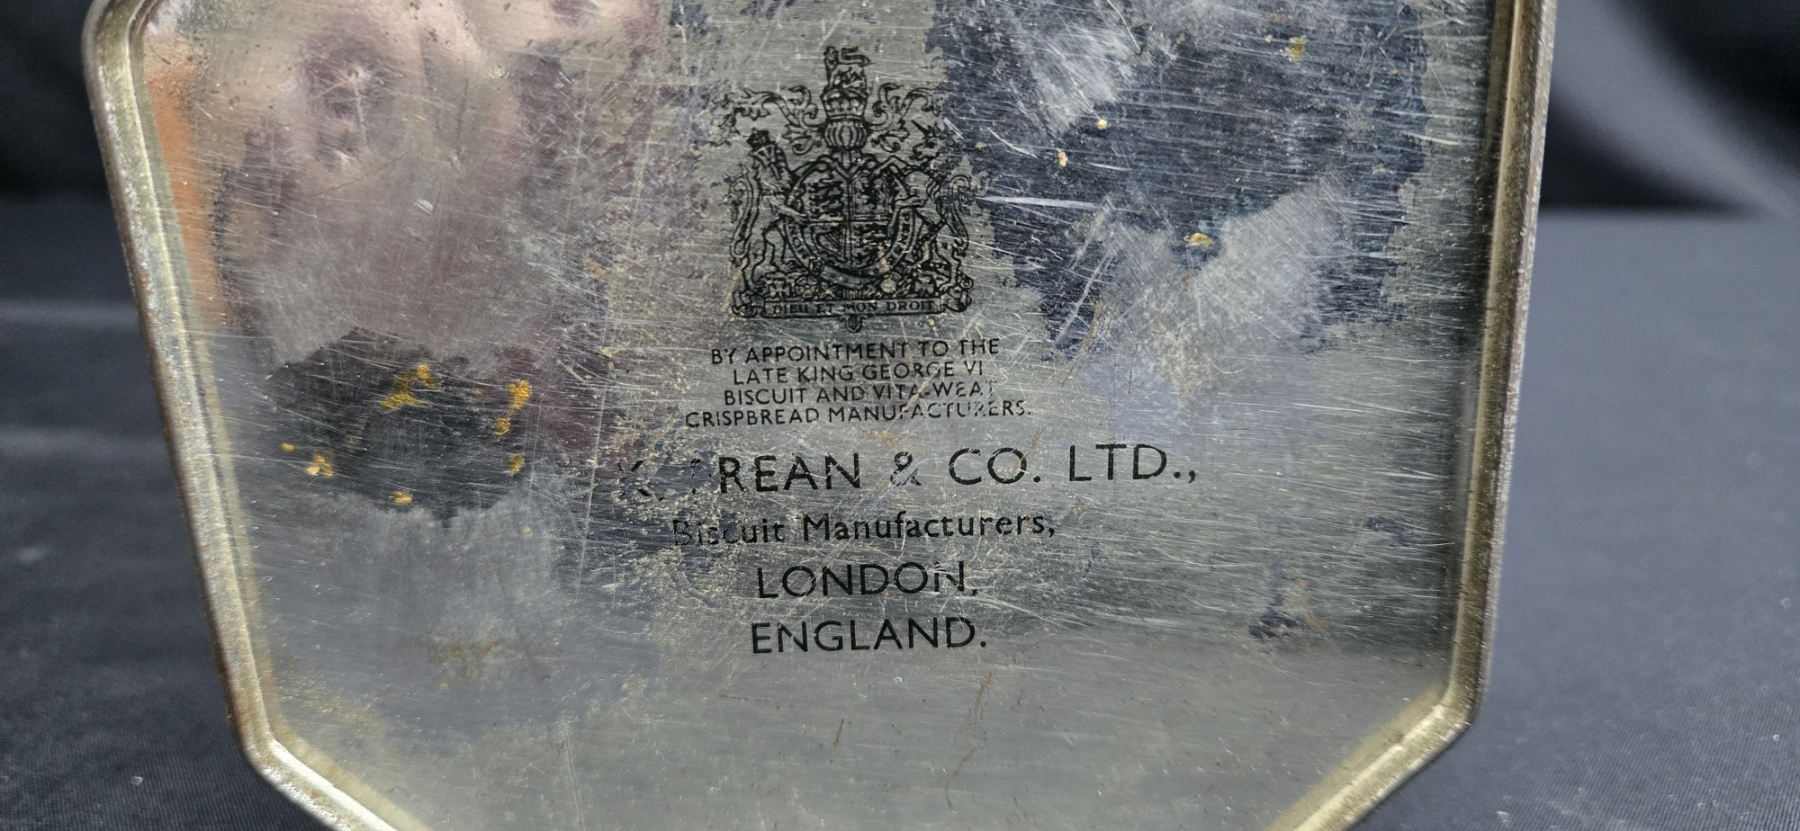 DIEU ET MON DROIT
BY APPOINTMENT TO THE
LATE KING GEORGE VI
BISCUIT AND VITA-WEAT
CRISPBREAD MANUFACTURERS.
& CO. LTD.,
Biscuit Manufacturers,
LONDON,
ENGLAND.